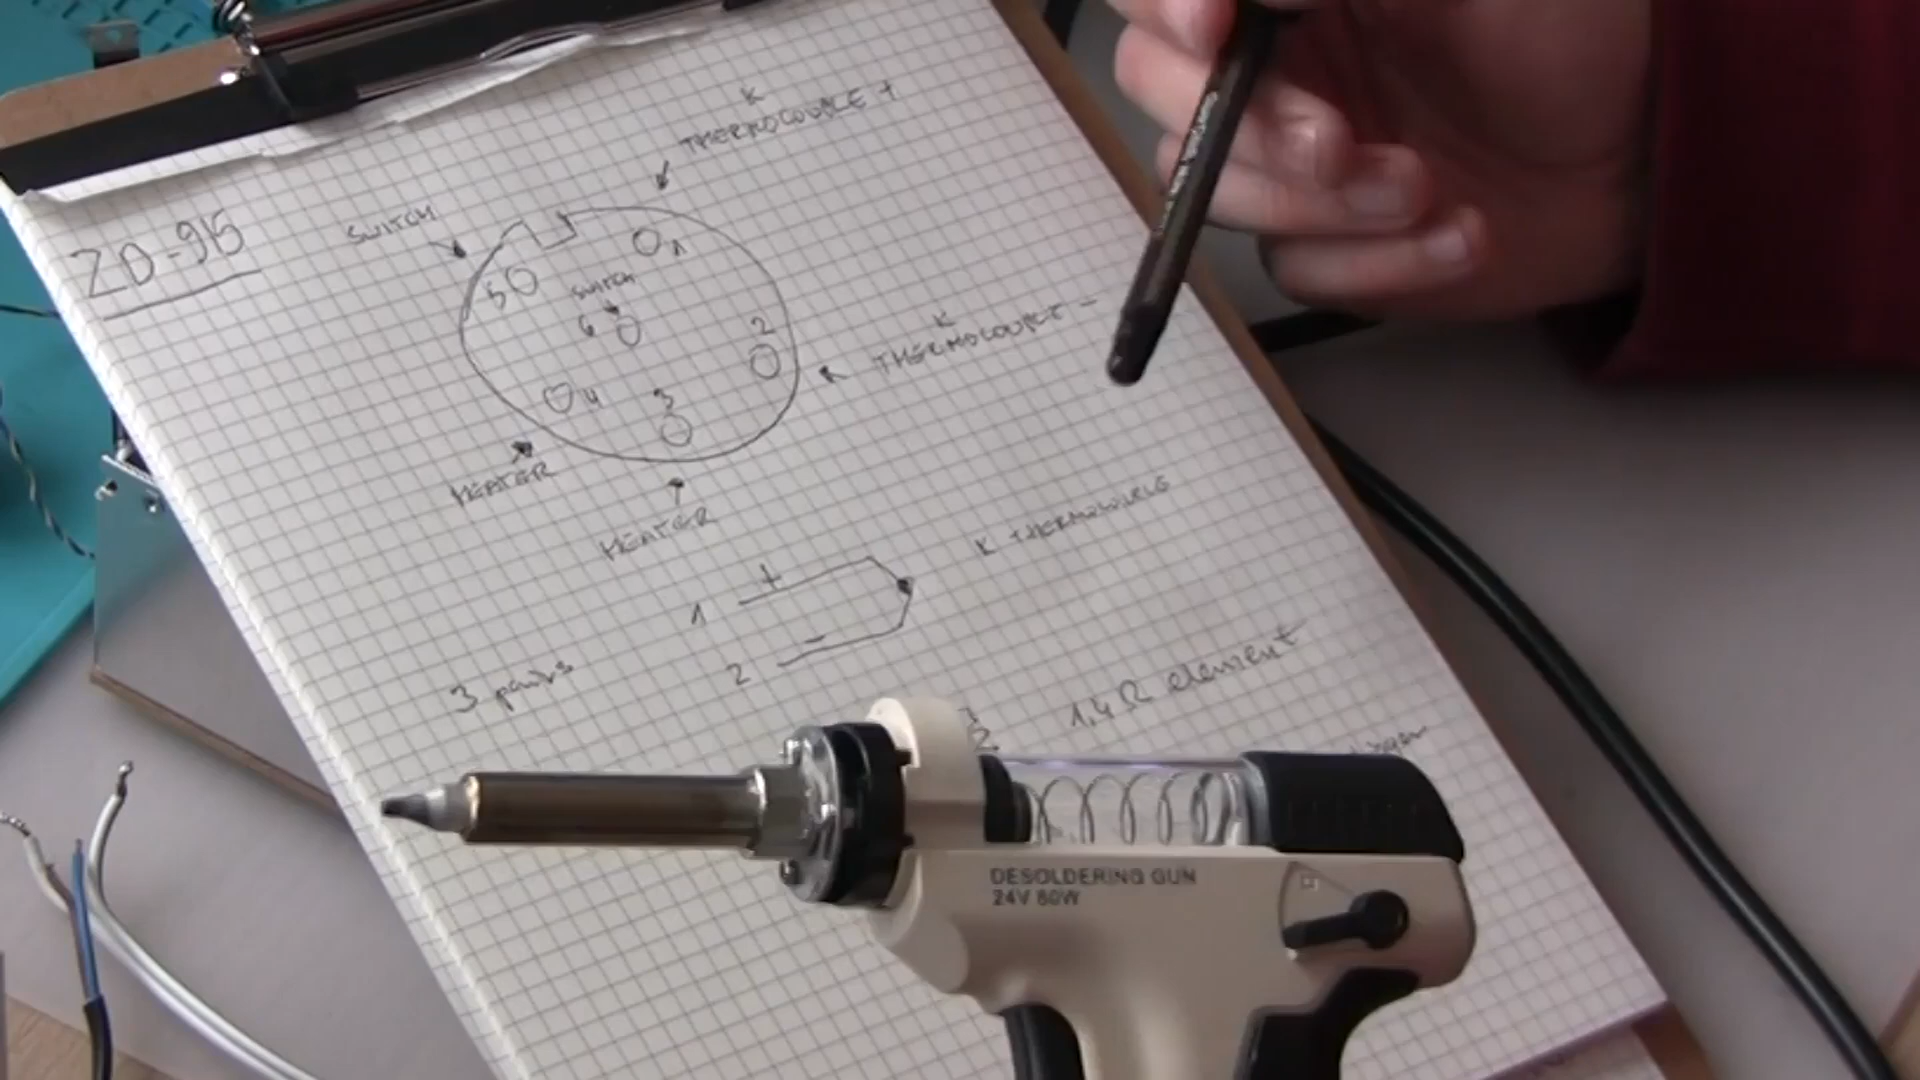 K
THERMOCOUPLE +
ZD-915
SWITCH
1
5
SWITCH
6
2
K
THERMOCOUPLE -
4
3
HEATER
HEATER
K THERMOCOUPLE
+
1
-
2
3 pairs
1,4Ω element
DESOLDERING GUN
24V 80W